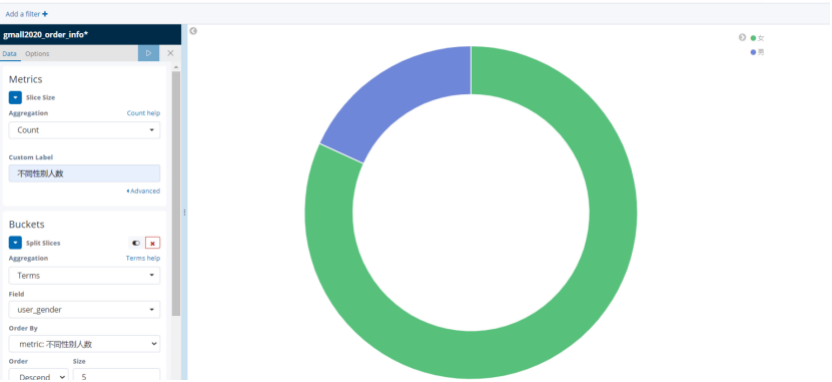 Add a filter +
gmall2020_order_info*
Data Options
Metrics
Slice Size
Aggregation Count help
Count
Custom Label
不同性别人数
Advanced
Buckets
Split Slices
Aggregation Terms help
Terms
Field
user_gender
Order By
metric: 不同性别人数
Order Size
Descend 5
女
男